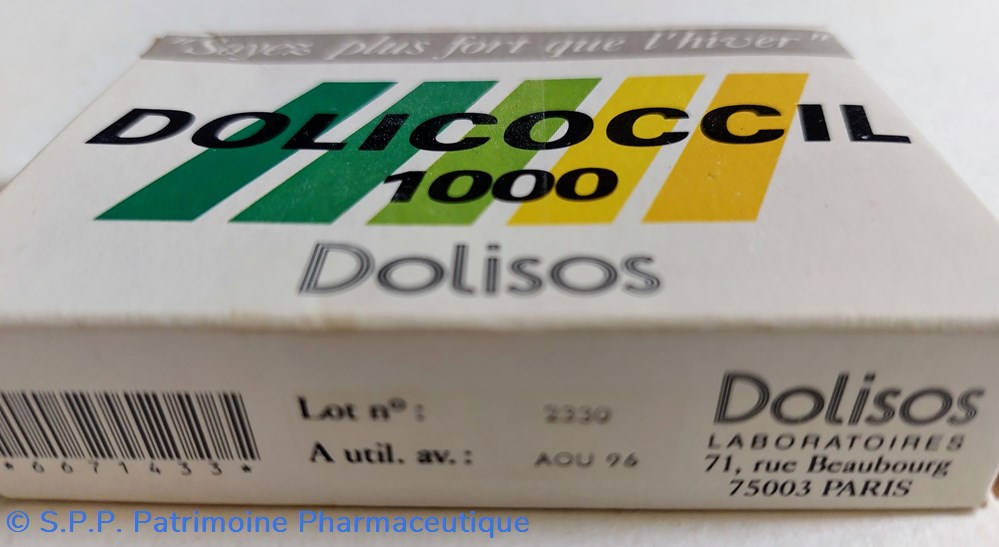 "Soyez plus fort que l'hiver"
DOLICOCCIL
1000
Dolisos
*6671433*
Lot n° : 2330
A util. av. : AOU 96
Dolisos
LABORATOIRES
71, rue Beaubourg
75003 PARIS
© S.P.P. Patrimoine Pharmaceutique